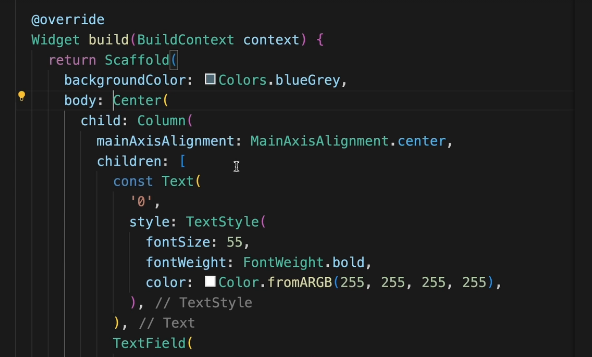 @override
Widget build(BuildContext context) {
return Scaffold(
backgroundColor: Colors.blueGrey,
body: Center(
child: Column(
mainAxisAlignment: MainAxisAlignment.center,
children: [
const Text(
'0',
style: TextStyle(
fontSize: 55,
fontWeight: FontWeight.bold,
color: Color.fromARGB(255, 255, 255, 255),
), // TextStyle
), // Text
TextField(